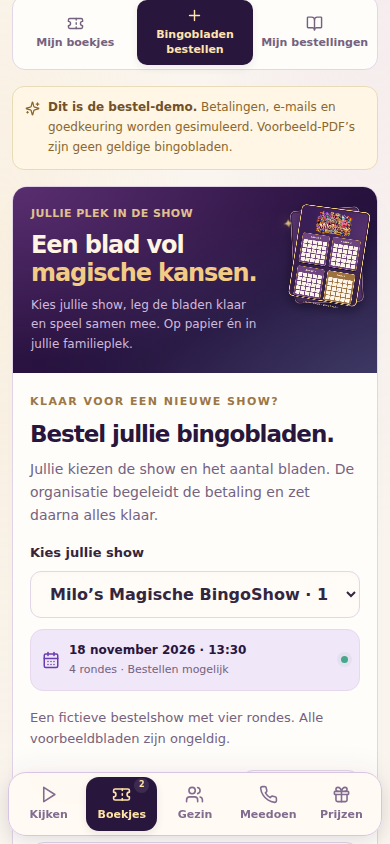 Mijn boekjes
Bingobladen
bestellen
Mijn bestellingen
Dit is de bestel-demo. Betalingen, e-mails en
goedkeuring worden gesimuleerd. Voorbeeld-PDF’s
zijn geen geldige bingobladen.
JULLIE PLEK IN DE SHOW
Een blad vol
magische kansen.
Kies jullie show, leg de bladen klaar
en speel samen mee. Op papier én in
jullie familieplek.
KLAAR VOOR EEN NIEUWE SHOW?
Bestel jullie bingobladen.
Jullie kiezen de show en het aantal bladen. De
organisatie begeleidt de betaling en zet
daarna alles klaar.
Kies jullie show
Milo’s Magische BingoShow · 1
18 november 2026 · 13:30
4 rondes · Bestellen mogelijk
Een fictieve bestelshow met vier rondes. Alle
voorbeeldbladen zijn ongeldig.
2
Kijken
Boekjes
Gezin
Meedoen
Prijzen